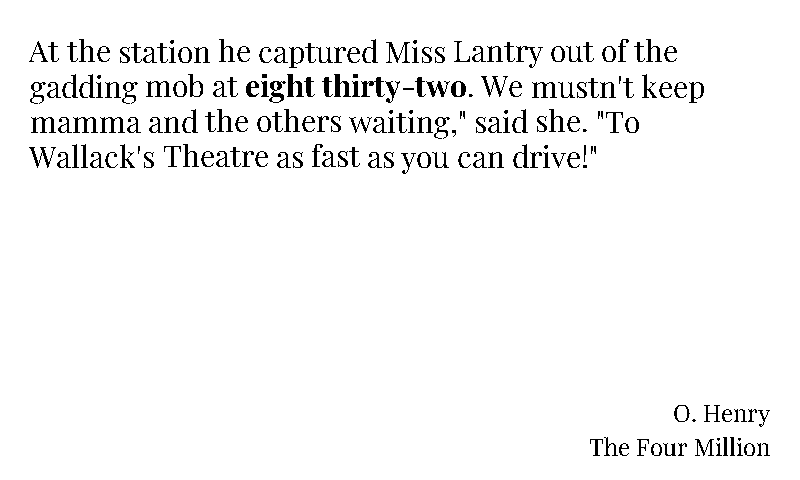 At the station he captured Miss Lantry out of the
gadding mob at eight thirty-two. We mustn't keep
mamma and the others waiting," said she. "To
Wallack's Theatre as fast as you can drive!"
O. Henry
The Four Million